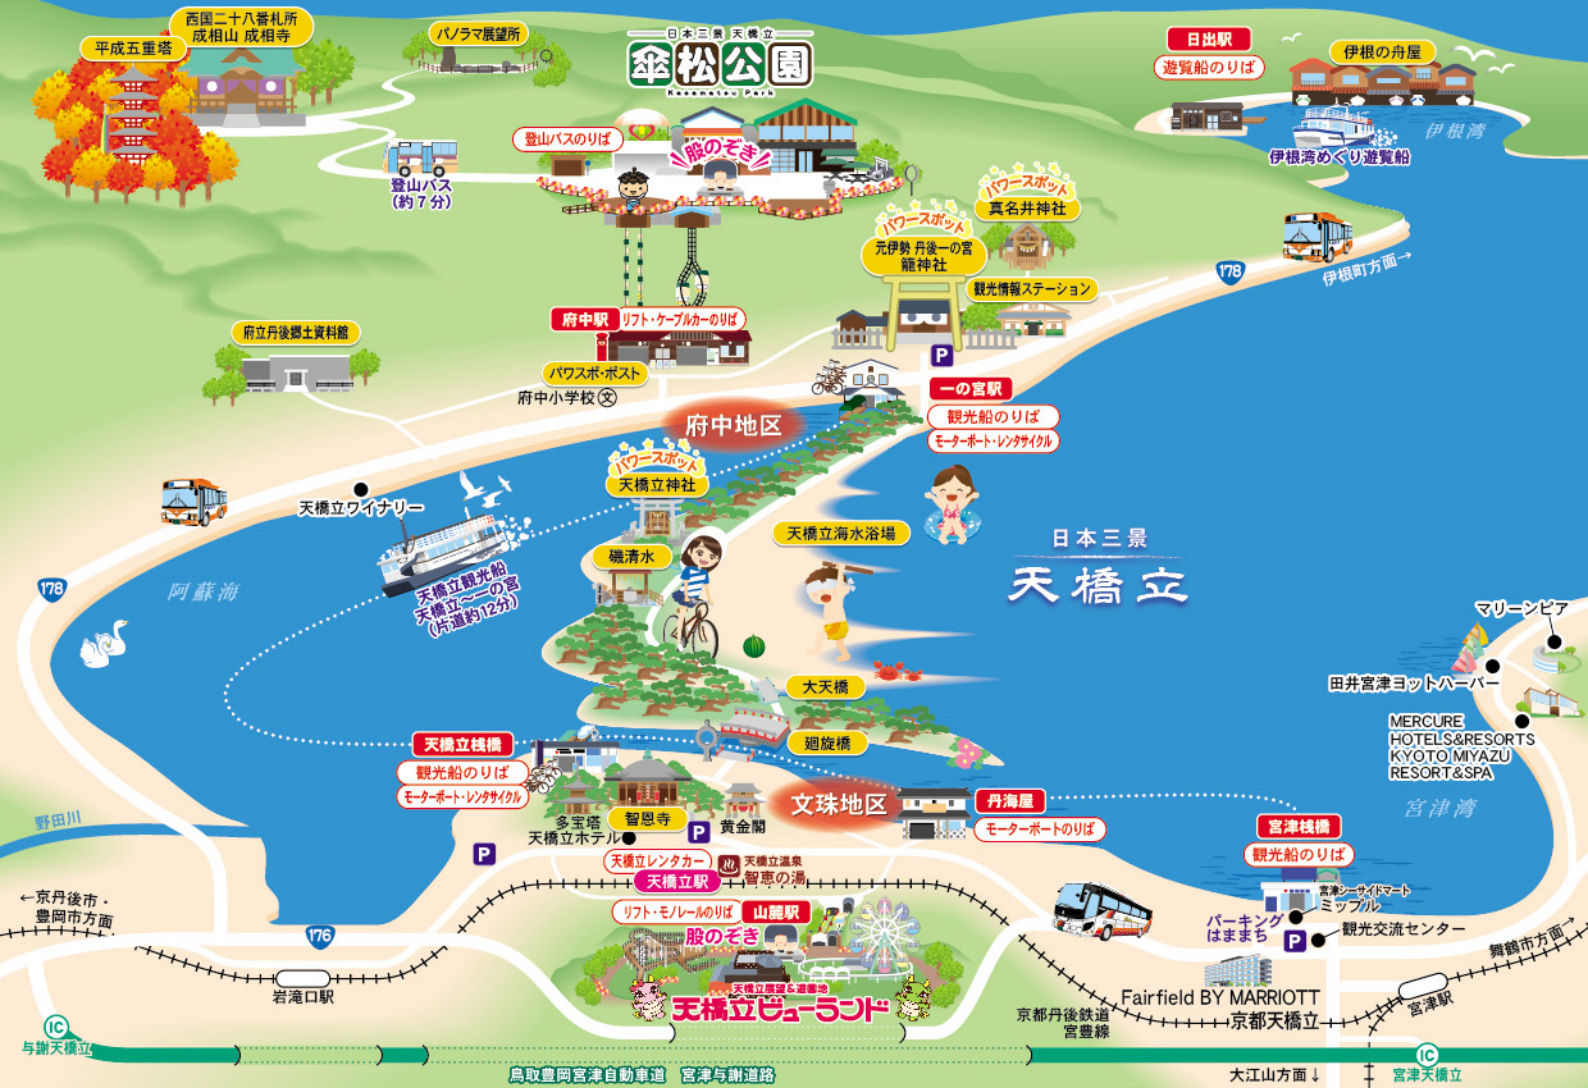 西国二十八番札所
成相山 成相寺
平成五重塔
パノラマ展望所
日本三景 天橋立
傘松公園
Kasamatsu Park
日出駅
遊覧船のりば
伊根の舟屋
伊根湾
伊根湾めぐり遊覧船
登山バスのりば
股のぞき
登山バス
(約7分)
パワースポット
真名井神社
パワースポット
元伊勢 丹後一の宮
籠神社
観光情報ステーション
178
伊根町方面→
府中駅
リフト・ケーブルカーのりば
府立丹後郷土資料館
パワスポ・ポスト
府中小学校
文
P
一の宮駅
観光船のりば
モーターボート・レンタサイクル
府中地区
パワースポット
天橋立神社
天橋立ワイナリー
天橋立海水浴場
磯清水
日本三景
天橋立
178
阿蘇海
天橋立観光船
天橋立〜一の宮
(片道約12分)
マリーンピア
田井宮津ヨットハーバー
MERCURE
HOTELS&RESORTS
KYOTO MIYAZU
RESORT&SPA
宮津湾
大天橋
廻旋橋
天橋立桟橋
観光船のりば
モーターボート・レンタサイクル
文珠地区
丹海屋
モーターボートのりば
宮津桟橋
観光船のりば
野田川
多宝塔
智恩寺
黄金閣
天橋立ホテル
P
P
天橋立レンタカー
天橋立温泉
智恵の湯
天橋立駅
リフト・モノレールのりば
山麓駅
股のぞき
天橋立展望&遊園地
天橋立ビューランド
宮津シーサイドマート
ミップル
パーキング
はままち
P
観光交流センター
←京丹後市・
豊岡市方面
176
岩滝口駅
舞鶴市方面→
Fairfield BY MARRIOTT
京都天橋立
宮津駅
京都丹後鉄道
宮豊線
IC
与謝天橋立
鳥取豊岡宮津自動車道 宮津与謝道路
大江山方面↓
IC
宮津天橋立